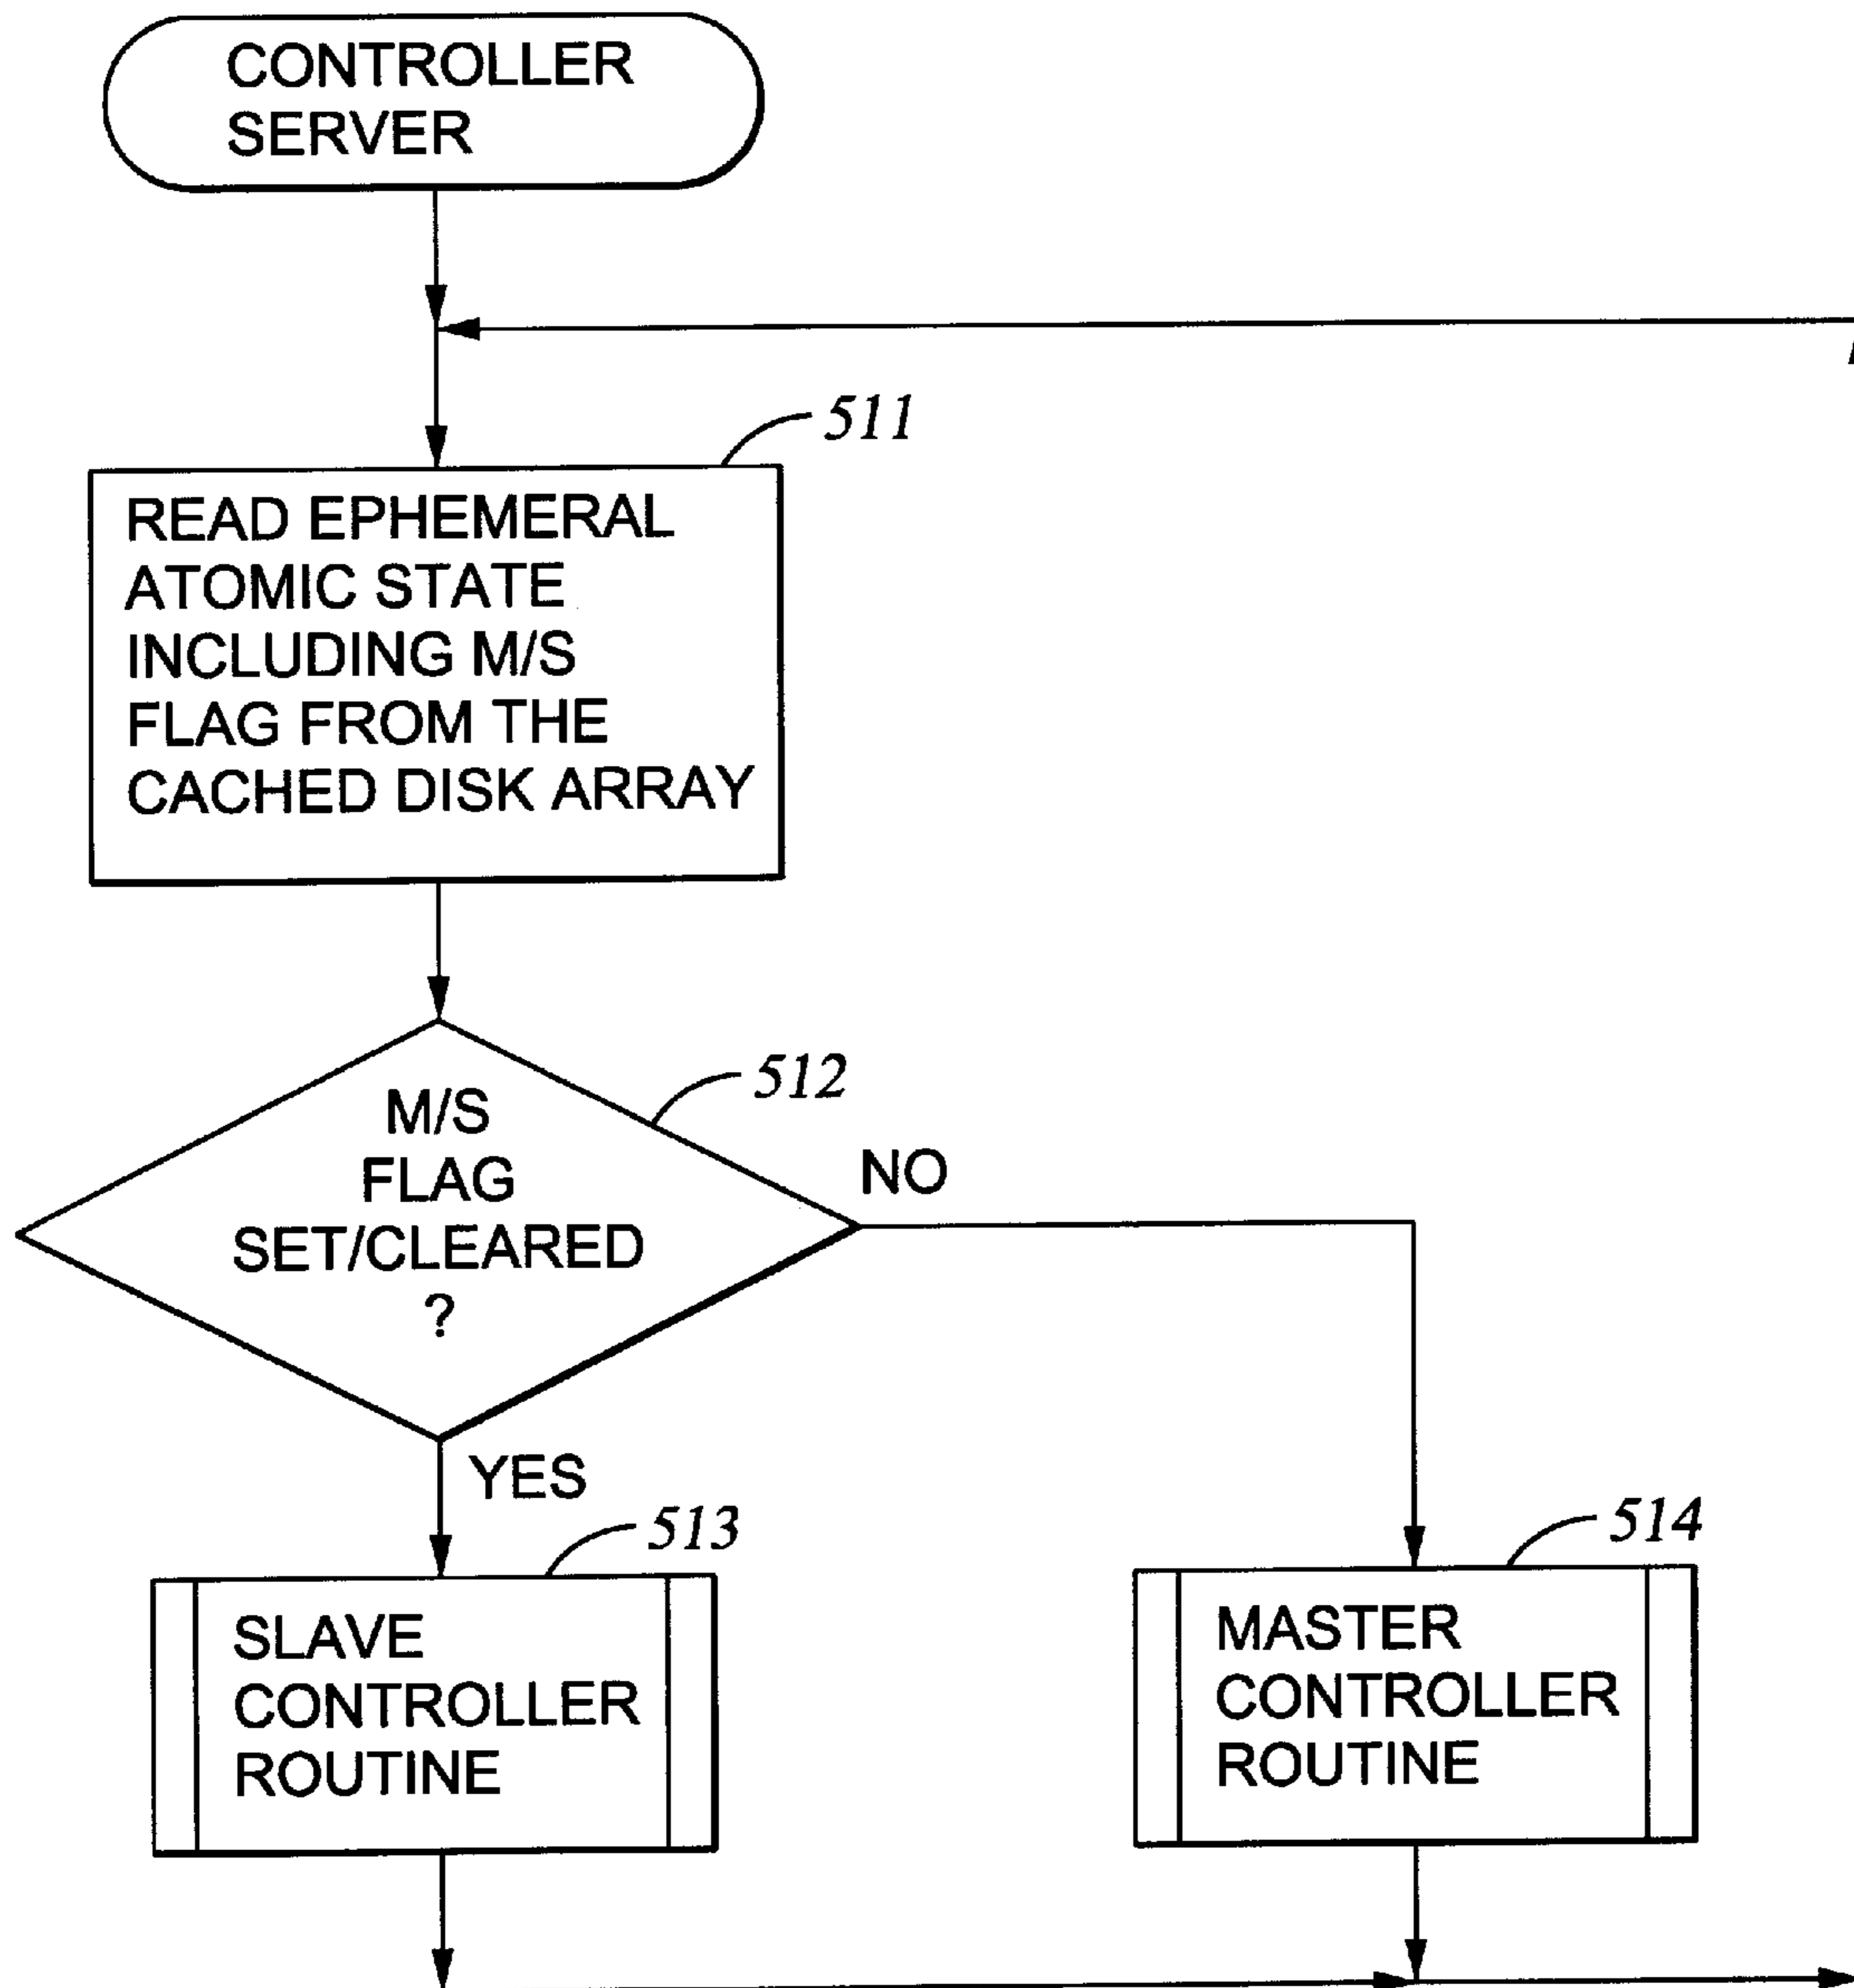 CONTROLLER
SERVER
511
READ EPHEMERAL
ATOMIC STATE
INCLUDING M/S
FLAG FROM THE
CACHED DISK ARRAY
512
M/S
FLAG
SET/CLEARED
?
NO
YES
513
SLAVE
CONTROLLER
ROUTINE
514
MASTER
CONTROLLER
ROUTINE